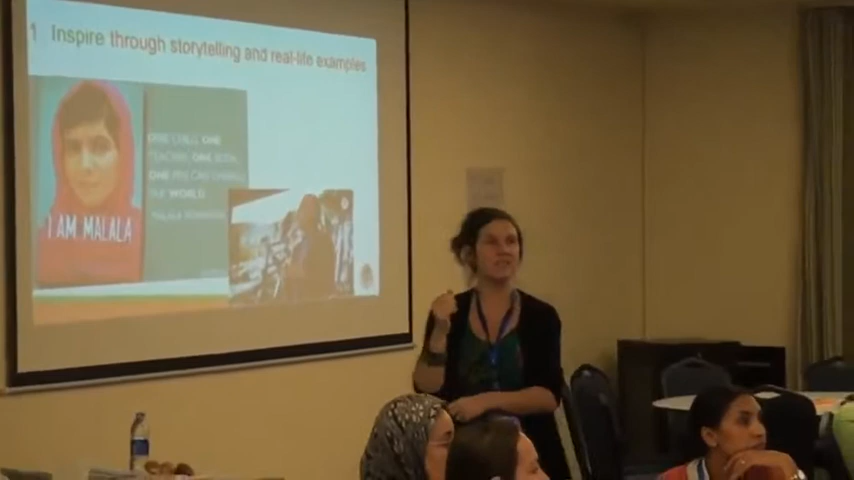 1 Inspire through storytelling and real-life examples
I AM MALALA
ONE CHILD, ONE
TEACHER, ONE BOOK,
ONE PEN CAN CHANGE
THE WORLD